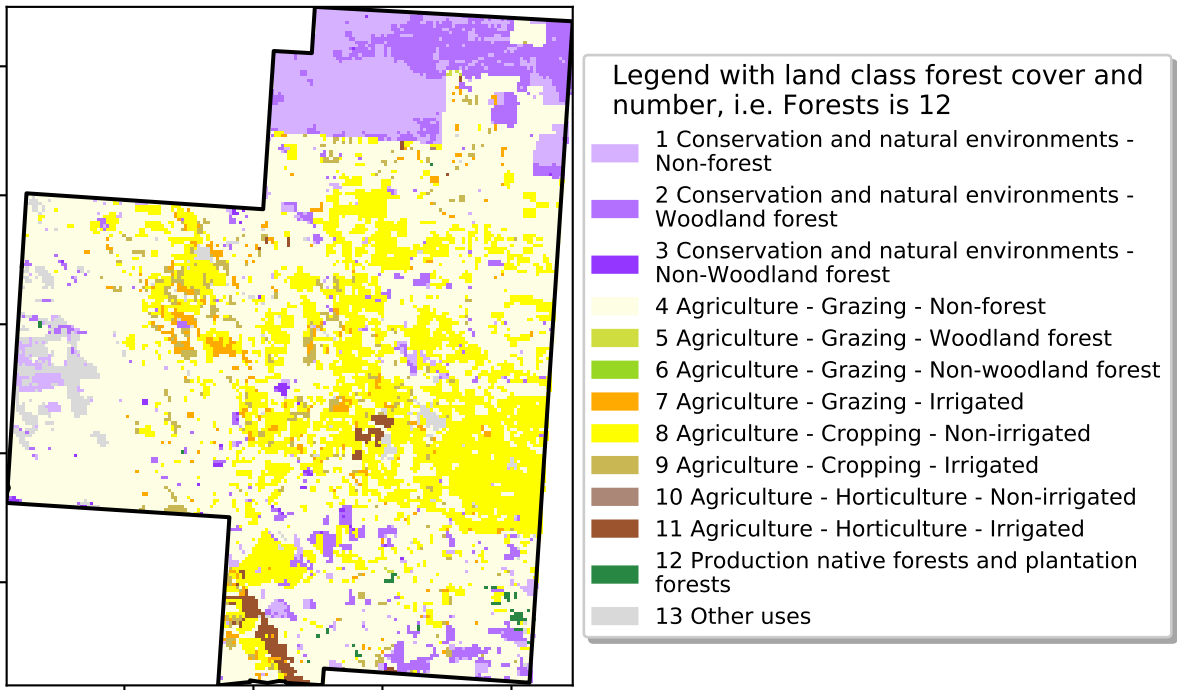 Legend with land class forest cover and
number, i.e. Forests is 12
1 Conservation and natural environments -
Non-forest
2 Conservation and natural environments -
Woodland forest
3 Conservation and natural environments -
Non-Woodland forest
4 Agriculture - Grazing - Non-forest
5 Agriculture - Grazing - Woodland forest
6 Agriculture - Grazing - Non-woodland forest
7 Agriculture - Grazing - Irrigated
8 Agriculture - Cropping - Non-irrigated
9 Agriculture - Cropping - Irrigated
10 Agriculture - Horticulture - Non-irrigated
11 Agriculture - Horticulture - Irrigated
12 Production native forests and plantation
forests
13 Other uses